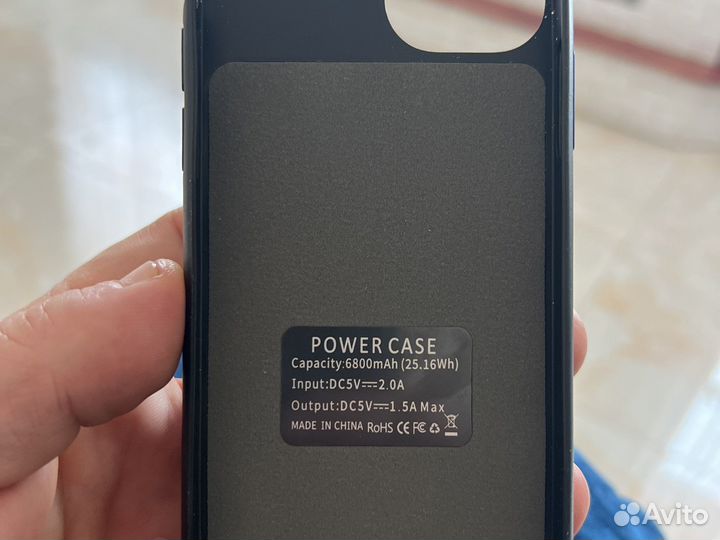 POWER CASE
Capacity:6800mAh (25.16Wh)
Input:DC5V⎓2.0A
Output:DC5V⎓1.5A Max
MADE IN CHINA RoHS CE FC
Avito